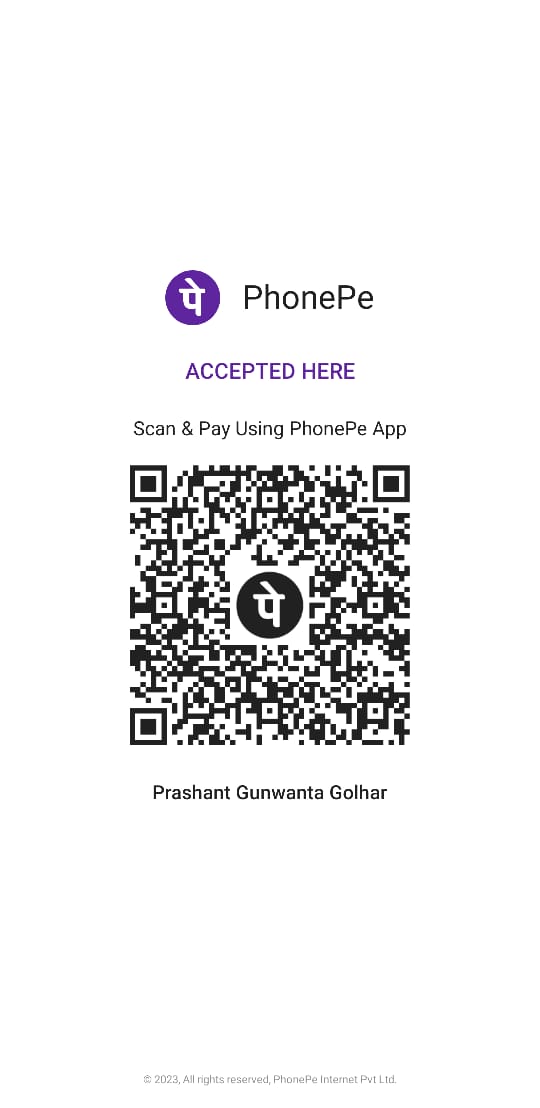 पे PhonePe
ACCEPTED HERE
Scan & Pay Using PhonePe App
पे
Prashant Gunwanta Golhar
© 2023, All rights reserved, PhonePe Internet Pvt Ltd.